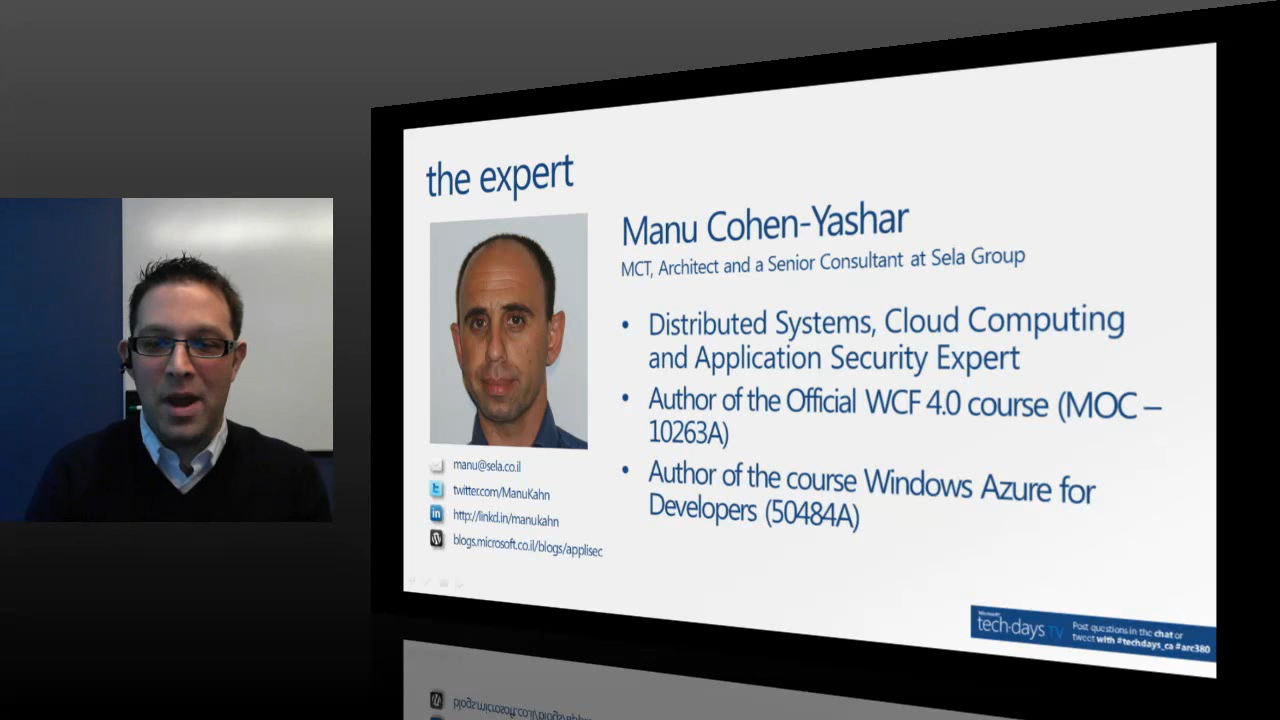 the expert
Manu Cohen-Yashar
MCT, Architect and a Senior Consultant at Sela Group
• Distributed Systems, Cloud Computing
and Application Security Expert
• Author of the Official WCF 4.0 course (MOC –
10263A)
• Author of the course Windows Azure for
Developers (50484A)
manu@sela.co.il
twitter.com/ManuKahn
http://linkd.in/manukahn
blogs.microsoft.co.il/blogs/applisec
Microsoft
tech·days TV
Post questions in the chat or
tweet with #techdays_ca #arc380